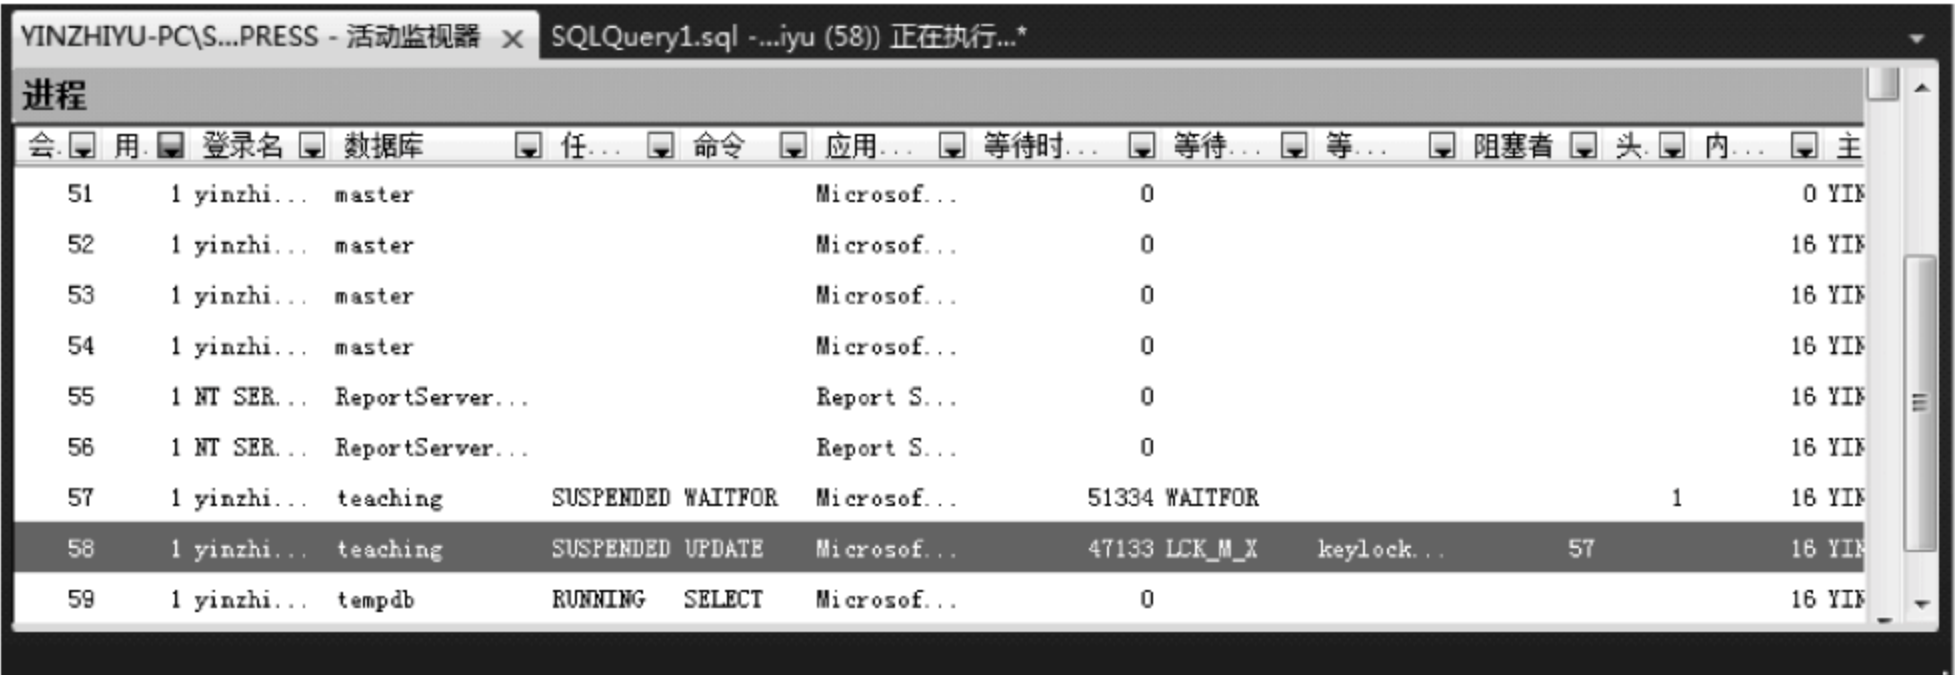 YINZHIYU-PC\S...PRESS - 活动监视器 SQLQuery1.sql -...iyu (58)) 正在执行...*
进程
会. 用. 登录名 数据库 任... 命令 应用... 等待时... 等待... 等... 阻塞者 头. 内... 主
51 1 yinzhi... master Microsof... 0 0 YIN
52 1 yinzhi... master Microsof... 0 16 YIN
53 1 yinzhi... master Microsof... 0 16 YIN
54 1 yinzhi... master Microsof... 0 16 YIN
55 1 NT SER... ReportServer... Report S... 0 16 YIN
56 1 NT SER... ReportServer... Report S... 0 16 YIN
57 1 yinzhi... teaching SUSPENDED WAITFOR Microsof... 51334 WAITFOR 1 16 YIN
58 1 yinzhi... teaching SUSPENDED UPDATE Microsof... 47133 LCK_M_X keylock... 57 16 YIN
59 1 yinzhi... tempdb RUNNING SELECT Microsof... 0 16 YIN